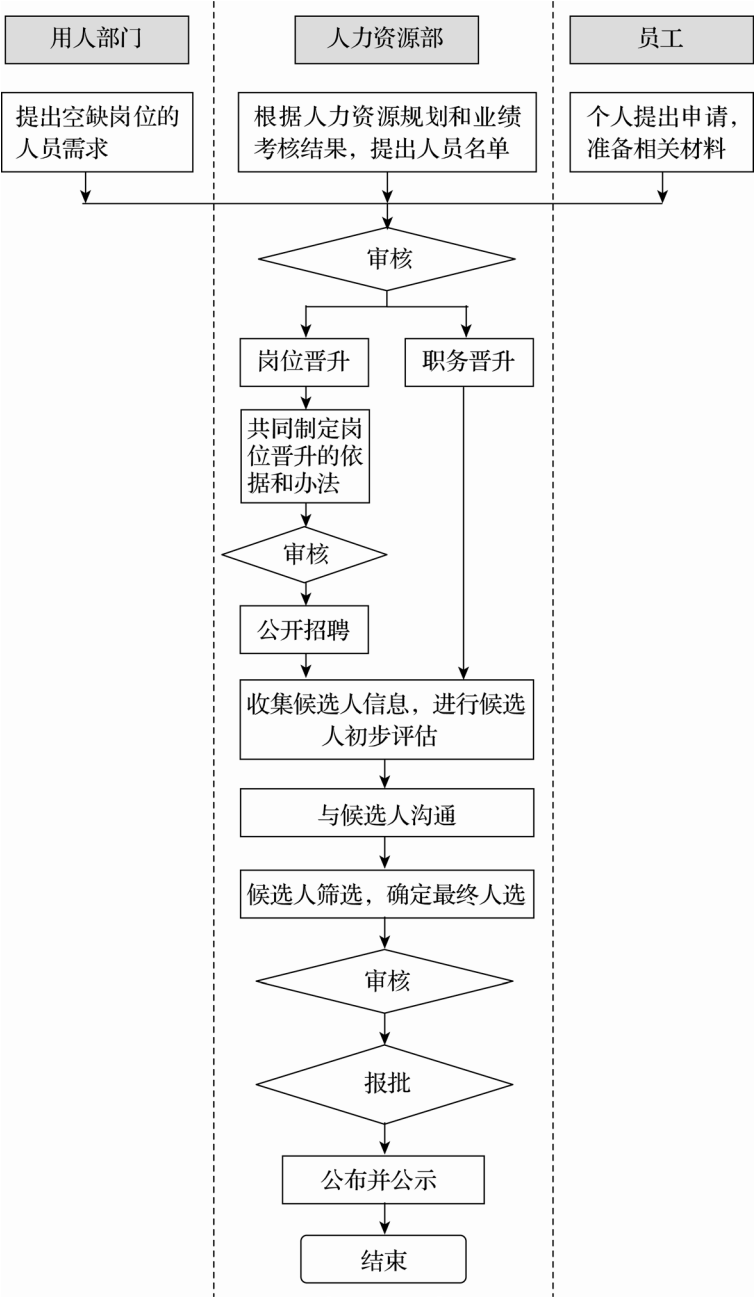 用人部门
人力资源部
员工
提出空缺岗位的
人员需求
根据人力资源规划和业绩
考核结果，提出人员名单
个人提出申请，
准备相关材料
审核
岗位晋升
职务晋升
共同制定岗
位晋升的依
据和办法
审核
公开招聘
收集候选人信息，进行候选
人初步评估
与候选人沟通
候选人筛选，确定最终人选
审核
报批
公布并公示
结束